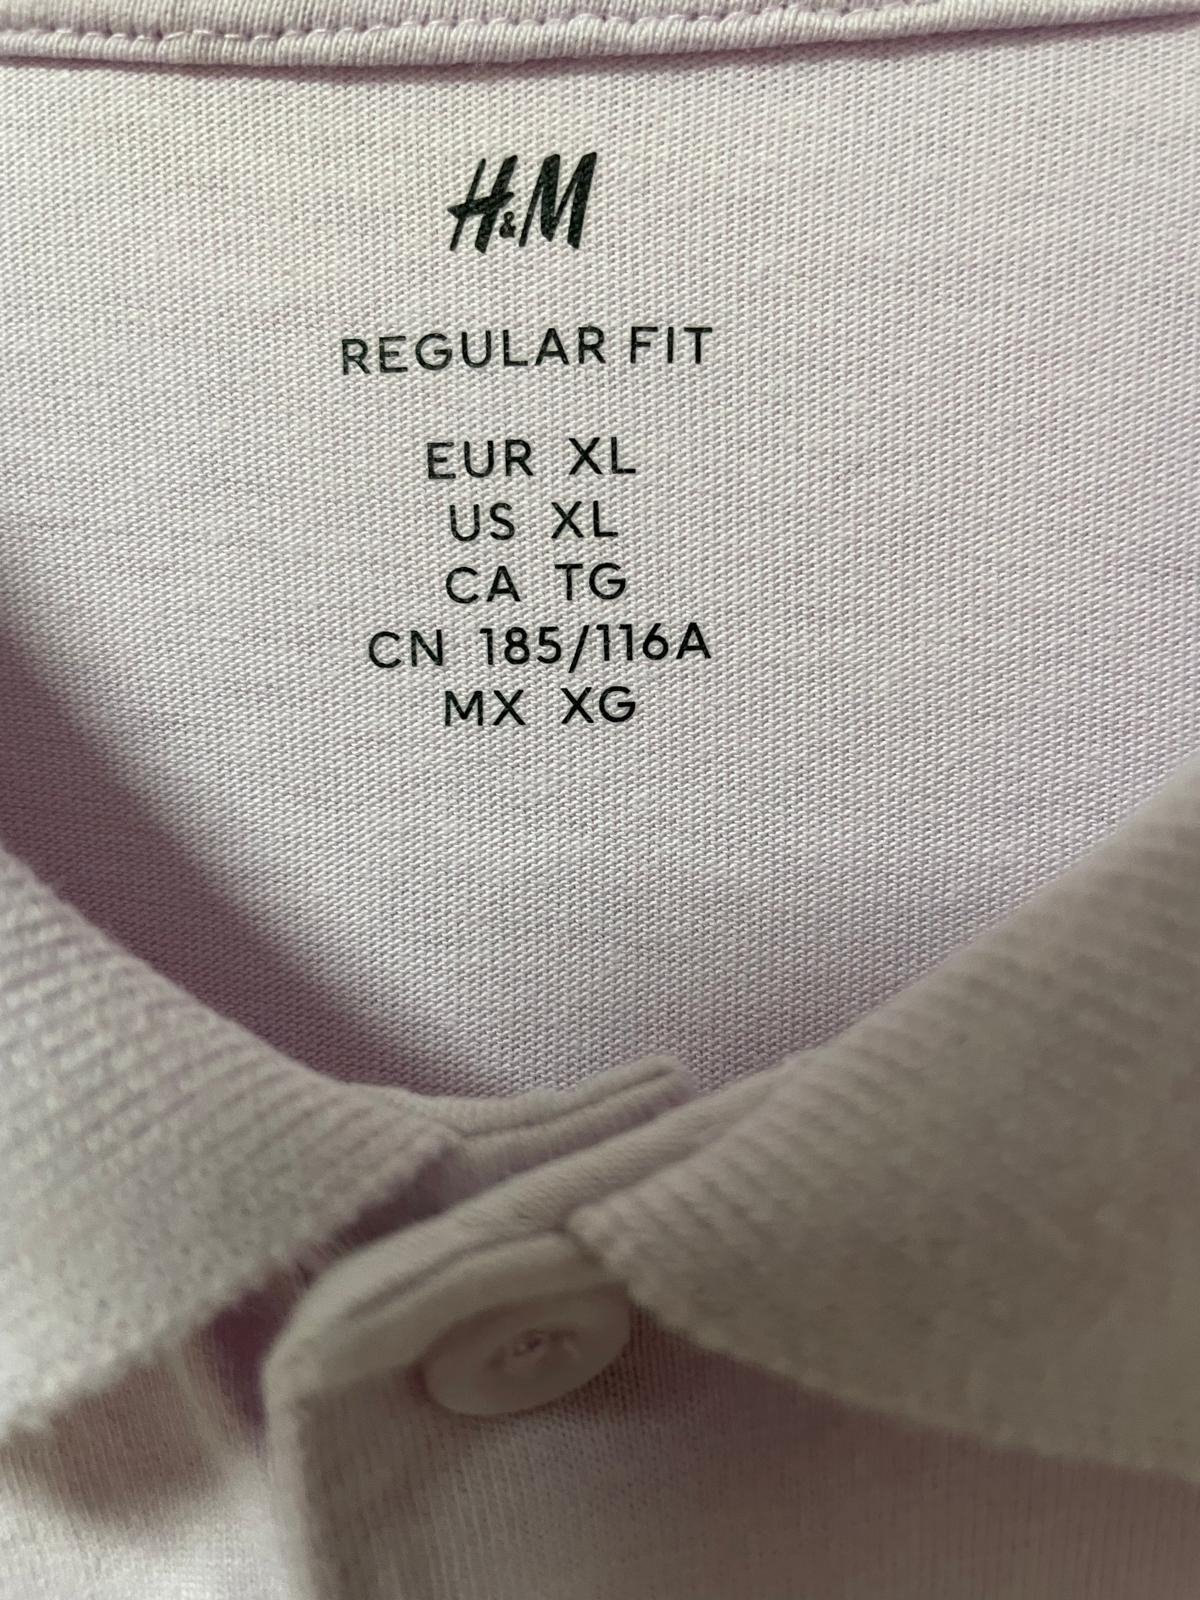 H&M
REGULAR FIT
EUR XL
US XL
CA TG
CN 185/116A
MX XG